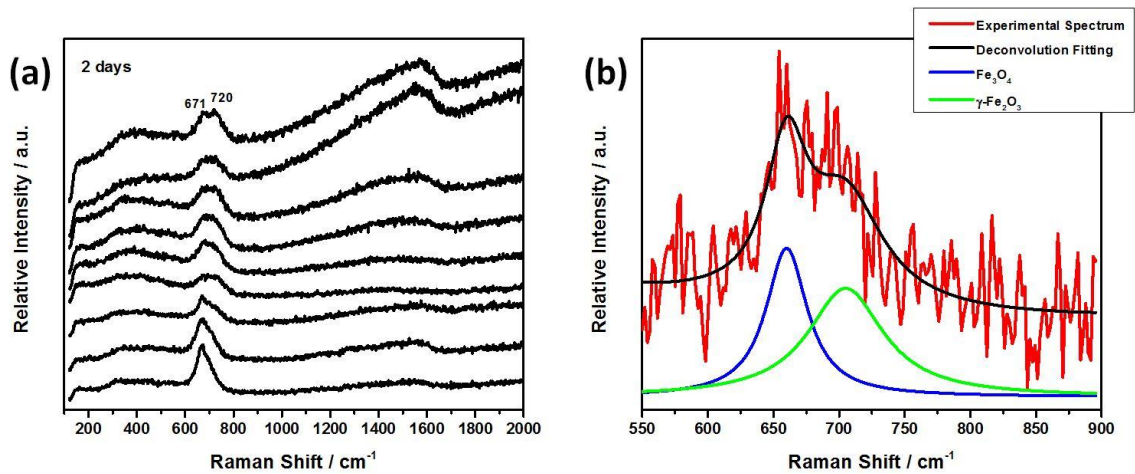 (a)
2 days
671 720
Relative Intensity / a.u.
0 200 400 600 800 1000 1200 1400 1600 1800 2000
Raman Shift / cm⁻¹
(b)
Experimental Spectrum
Deconvolution Fitting
Fe₃O₄
γ-Fe₂O₃
Relative Intensity / a.u.
550 600 650 700 750 800 850 900
Raman Shift / cm⁻¹